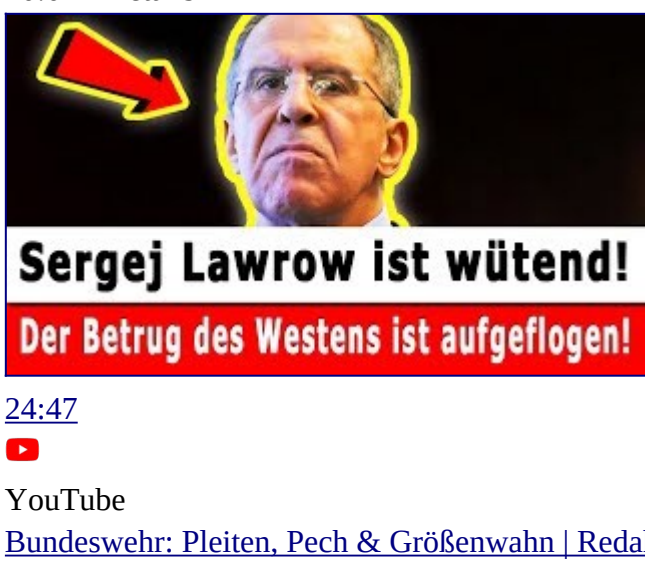 Sergej Lawrow ist wütend!
Der Betrug des Westens ist aufgeflogen!
24:47
YouTube
Bundeswehr: Pleiten, Pech & Größenwahn |